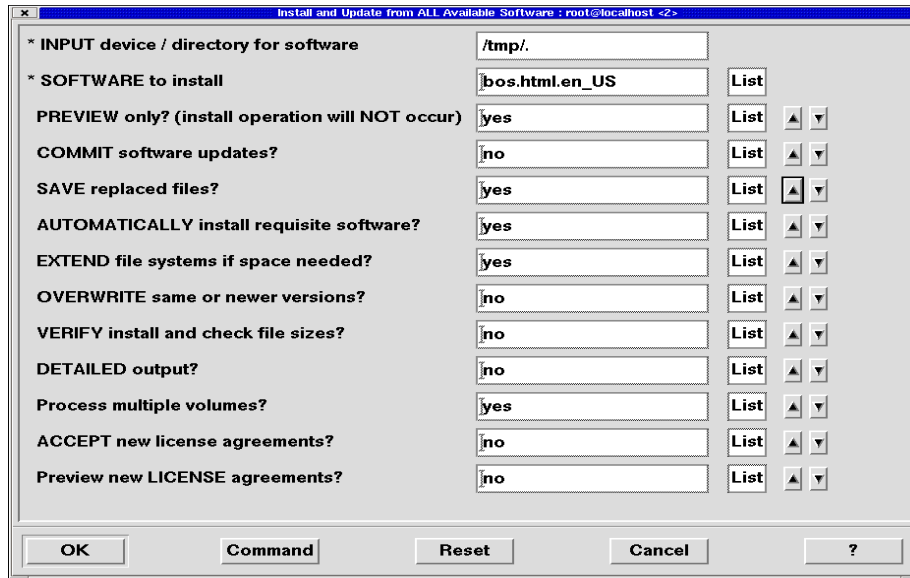 Install and Update from ALL Available Software : root@localhost <2>
* INPUT device / directory for software /tmp/.
* SOFTWARE to install bos.html.en_US List
PREVIEW only? (install operation will NOT occur) yes List
COMMIT software updates? no List
SAVE replaced files? yes List
AUTOMATICALLY install requisite software? yes List
EXTEND file systems if space needed? yes List
OVERWRITE same or newer versions? no List
VERIFY install and check file sizes? no List
DETAILED output? no List
Process multiple volumes? yes List
ACCEPT new license agreements? no List
Preview new LICENSE agreements? no List
OK Command Reset Cancel ?